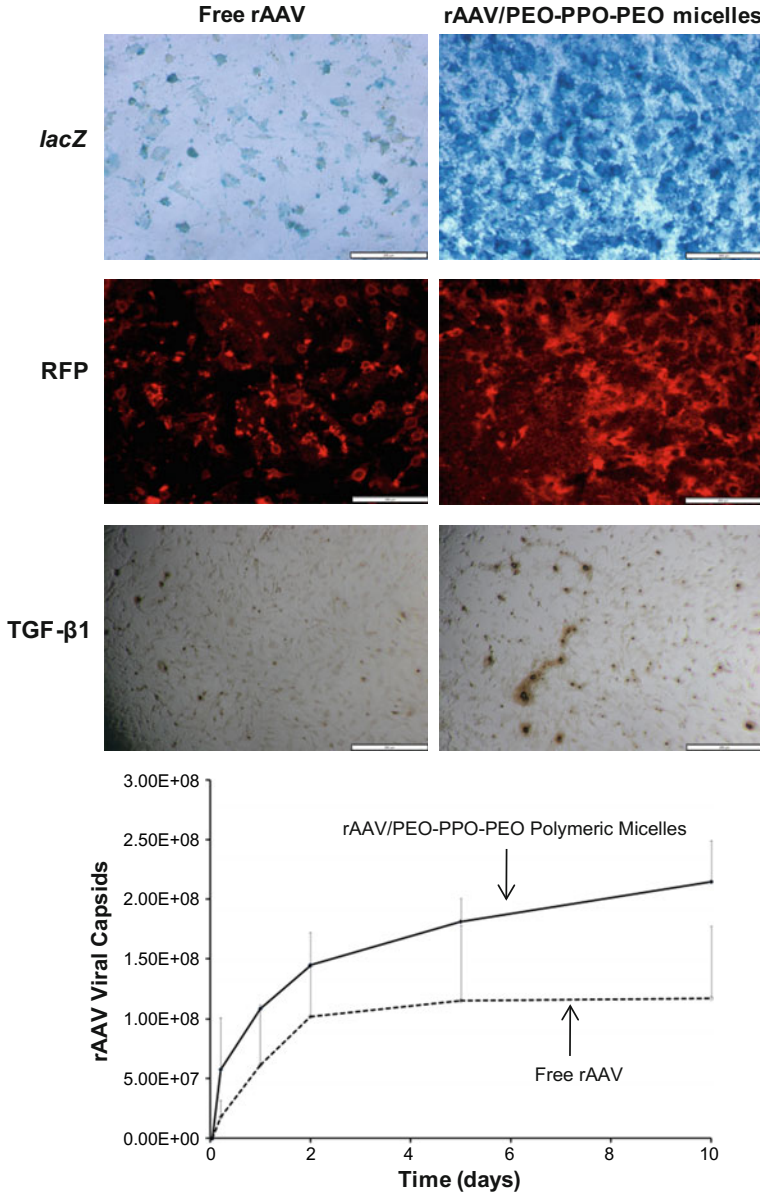 Free rAAV
rAAV/PEO-PPO-PEO micelles
lacZ
RFP
TGF-β1
3.00E+08
2.50E+08
2.00E+08
1.50E+08
1.00E+08
5.00E+07
0.00E+00
rAAV Viral Capsids
rAAV/PEO-PPO-PEO Polymeric Micelles
Free rAAV
0
2
4
6
8
10
Time (days)